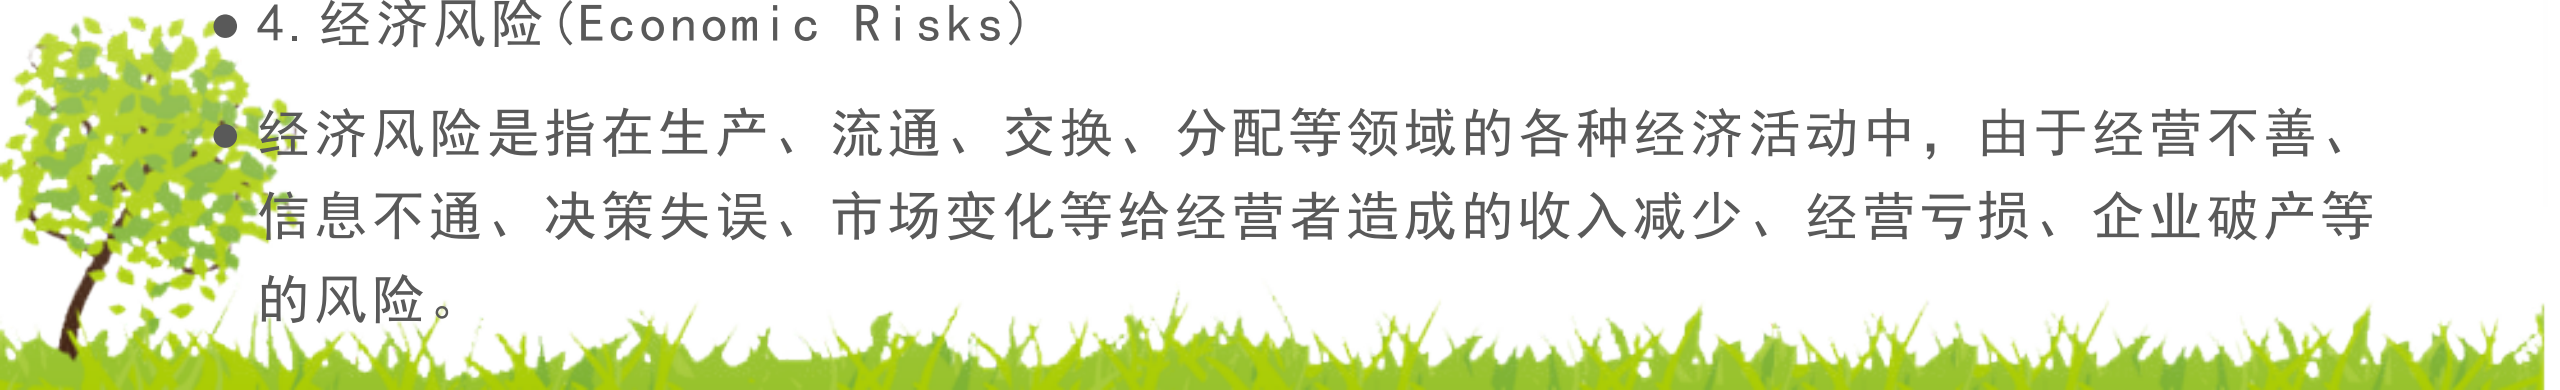 ● 4.经济风险(Economic Risks)
● 经济风险是指在生产、流通、交换、分配等领域的各种经济活动中，由于经营不善、
信息不通、决策失误、市场变化等给经营者造成的收入减少、经营亏损、企业破产等
的风险。